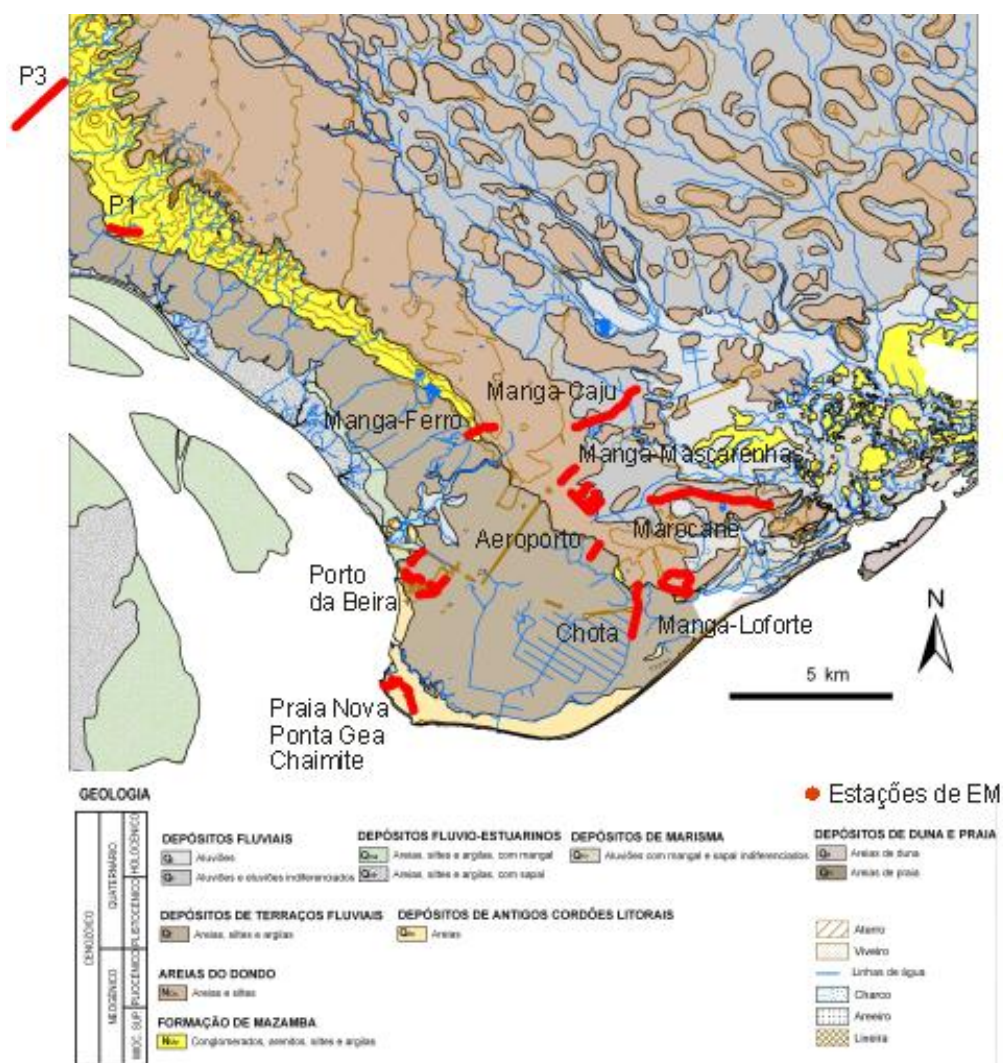 P3
P1
Manga-Caju
Manga-Ferro
Manga-Mascarenhas
Marocane
Aeroporto
Porto
da Beira
Chota
Manga-Loforte
N
5 km
Praia Nova
Ponta Gea
Chaimite
GEOLOGIA
Estações de EM
CENOZÓICO
QUATERNÁRIO
NEOGÉNICO
HOLOCÉNICO
PLISTOCÉNICO
PLIOCÉNICO
MIOC. SUP.
DEPÓSITOS FLUVIAIS
Aluviões
Aluviões e eluviões indiferenciados
DEPÓSITOS FLUVIO-ESTUARINOS
Areias, siltes e argilas, com mangal
Areias, siltes e argilas, com sapal
DEPÓSITOS DE MARISMA
Aluviões com mangal e sapal indiferenciados
DEPÓSITOS DE DUNA E PRAIA
Areias de duna
Areias de praia
DEPÓSITOS DE TERRAÇOS FLUVIAIS
Areias, siltes e argilas
DEPÓSITOS DE ANTIGOS CORDÕES LITORAIS
Areias
AREIAS DO DONDO
Areias e siltes
FORMAÇÃO DE MAZAMBA
Conglomerados, arenitos, siltes e argilas
Aterro
Viveiro
Linhas de água
Charco
Areeiro
Lixeira